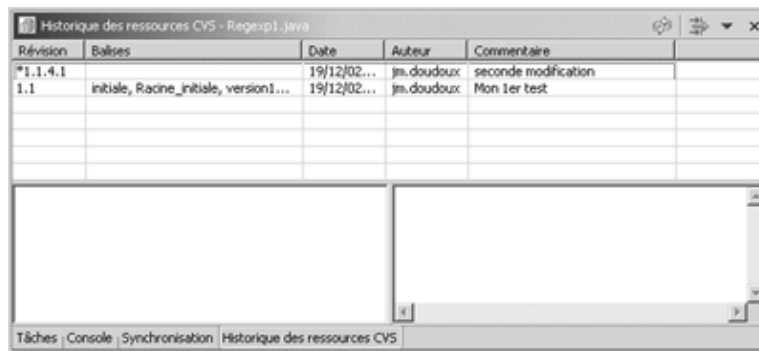 Historique des ressources CVS - Regexp1.java
Révision Balises Date Auteur Commentaire
*1.1.4.1 19/12/02... jm.doudoux seconde modification
1.1 initiale, Racine_initiale, version1... 19/12/02... jm.doudoux Mon 1er test
Tâches Console Synchronisation Historique des ressources CVS